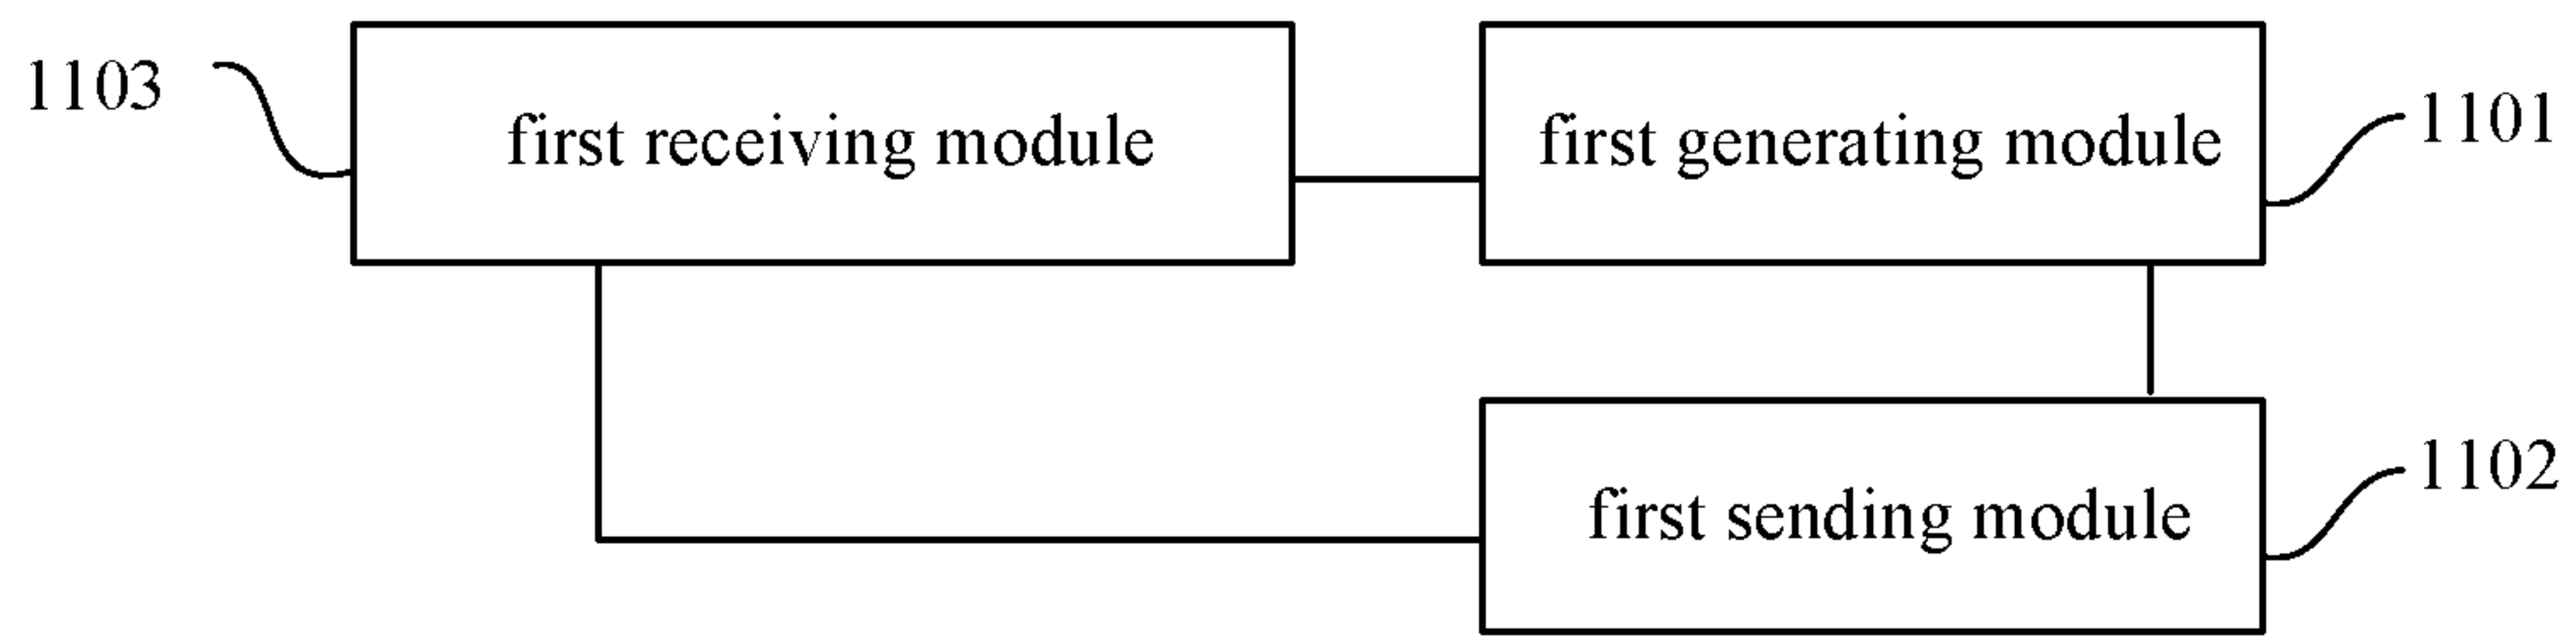 1103
first receiving module
first generating module
1101
first sending module
1102